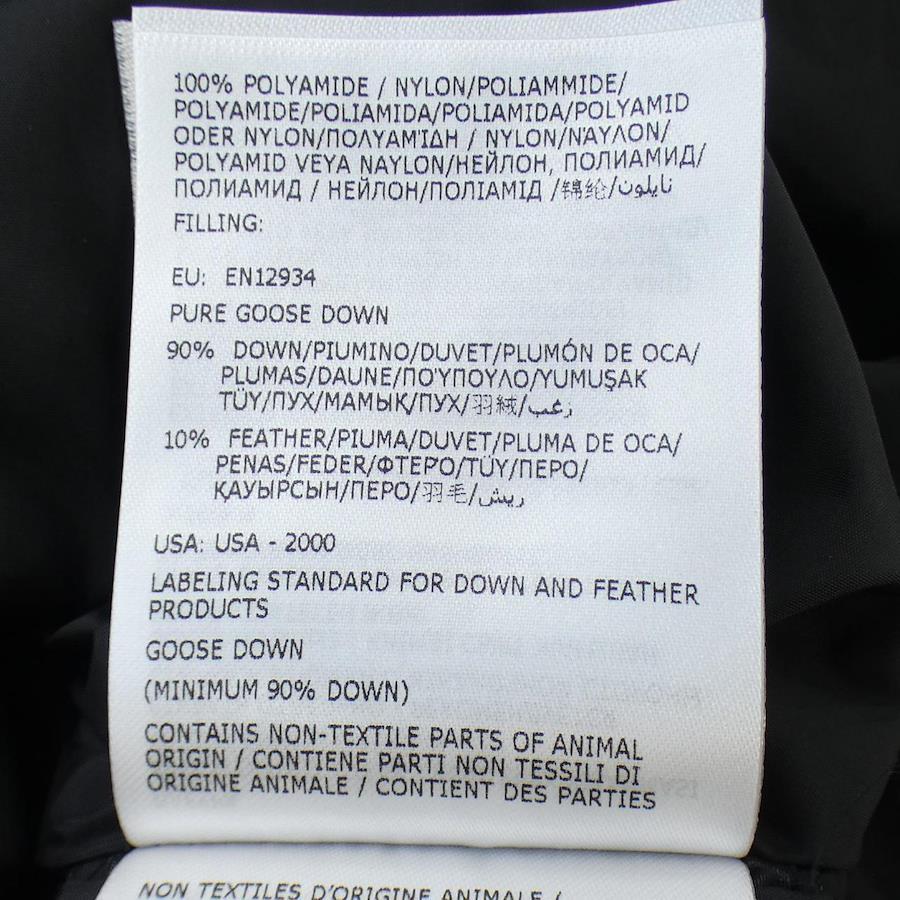 100% POLYAMIDE / NYLON/POLIAMMIDE/
POLYAMIDE/POLIAMIDA/POLIAMIDA/POLYAMID
ODER NYLON/ΠΟΛΥΑΜΊΔΗ / NYLON/ΝΆΥΛΟΝ/
POLYAMID VEYA NAYLON/НЕЙЛОН, ПОЛИАМИД/
ПОЛИАМИД / НЕЙЛОН/ПОЛІАМІД /锦纶/نايلون
FILLING:
EU: EN12934
PURE GOOSE DOWN
90% DOWN/PIUMINO/DUVET/PLUMÓN DE OCA/
PLUMAS/DAUNE/ΠΟΎΠΟΥΛΟ/YUMUŞAK
TÜY/ПУХ/МАМЫҚ/ПУХ/羽絨/زغب
10% FEATHER/PIUMA/DUVET/PLUMA DE OCA/
PENAS/FEDER/ΦΤΕΡΌ/TÜY/ПЕРО/
ҚАУЫРСЫН/ПЕРО/羽毛/ريش
USA: USA - 2000
LABELING STANDARD FOR DOWN AND FEATHER
PRODUCTS
GOOSE DOWN
(MINIMUM 90% DOWN)
CONTAINS NON-TEXTILE PARTS OF ANIMAL
ORIGIN / CONTIENE PARTI NON TESSILI DI
ORIGINE ANIMALE / CONTIENT DES PARTIES
NON TEXTILES D'ORIGINE ANIMALE /